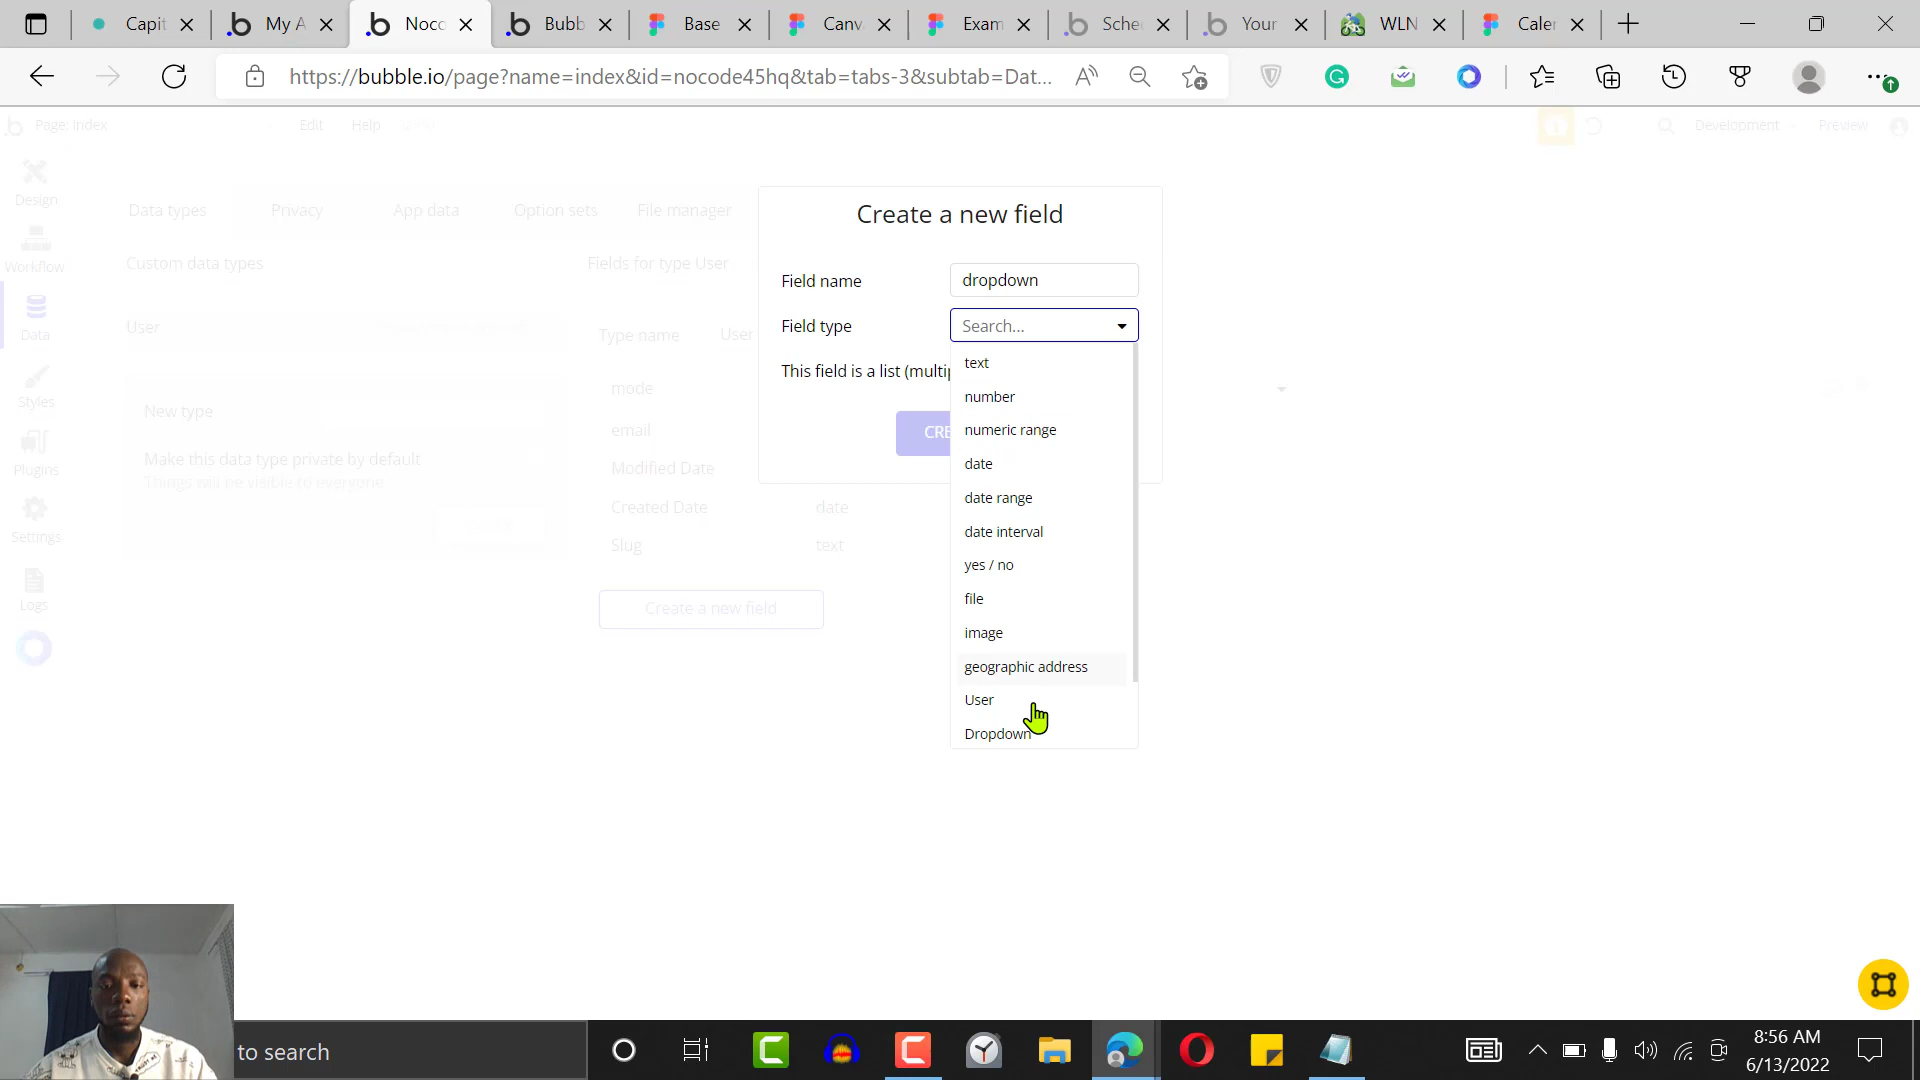 Capit
My A
Noco
Bubb
Base
Canva
Exam
Sche
Your
WLN
Caler
https://bubble.io/page?name=index&id=nocode45hq&tab=tabs-3&subtab=Dat...
Page: index
Edit
Help
Development
Preview
Design
Workflow
Data
Styles
Plugins
Settings
Logs
Data types
Privacy
App data
Option sets
File manager
Custom data types
User
New type
Make this data type private by default
Things will be visible to everyone
Fields for type User
Type name
User
mode
email
Modified Date
Created Date
date
Slug
text
Create a new field
Create a new field
Field name
dropdown
Field type
Search...
This field is a list (multip
CRE
text
number
numeric range
date
date range
date interval
yes / no
file
image
geographic address
User
Dropdown
to search
8:56 AM
6/13/2022